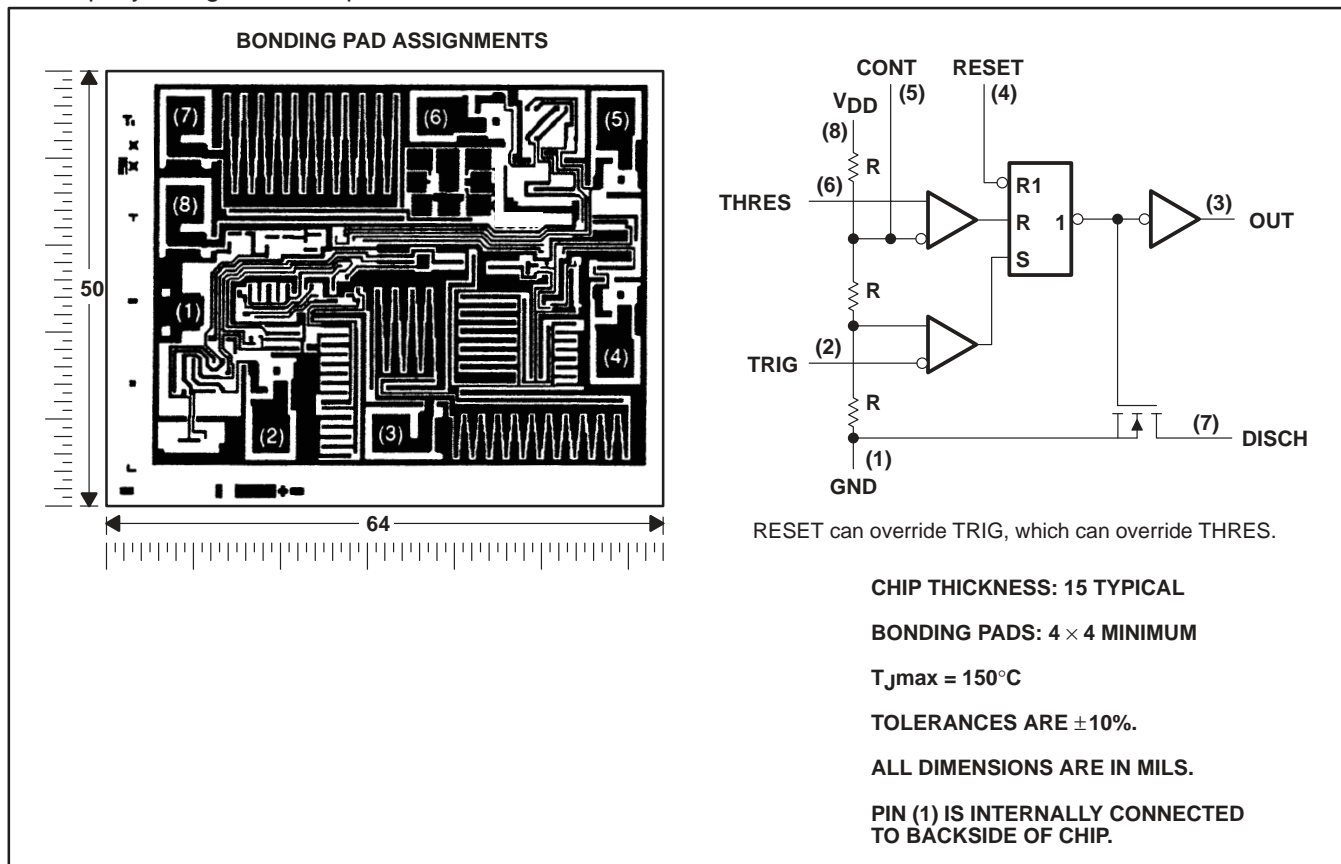 BONDING PAD ASSIGNMENTS
(7)
(6)
(5)
(8)
(1)
(4)
(2)
(3)
50
64
CONT
(5)
RESET
(4)
VDD
(8)
R
(6)
THRES
R1
R
S
1
(3)
OUT
R
(2)
TRIG
R
(7)
DISCH
(1)
GND
RESET can override TRIG, which can override THRES.
CHIP THICKNESS: 15 TYPICAL
BONDING PADS: 4 × 4 MINIMUM
TJmax = 150°C
TOLERANCES ARE ±10%.
ALL DIMENSIONS ARE IN MILS.
PIN (1) IS INTERNALLY CONNECTED
TO BACKSIDE OF CHIP.